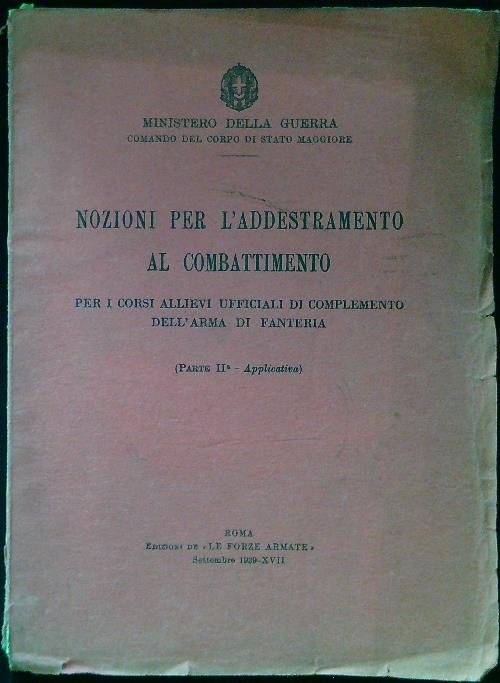 MINISTERO DELLA GUERRA
COMANDO DEL CORPO DI STATO MAGGIORE
NOZIONI PER L'ADDESTRAMENTO
AL COMBATTIMENTO
PER I CORSI ALLIEVI UFFICIALI DI COMPLEMENTO
DELL'ARMA DI FANTERIA
(PARTE IIª - Applicativa)
ROMA
EDIZIONI DE «LE FORZE ARMATE»
Settembre 1939-XVII